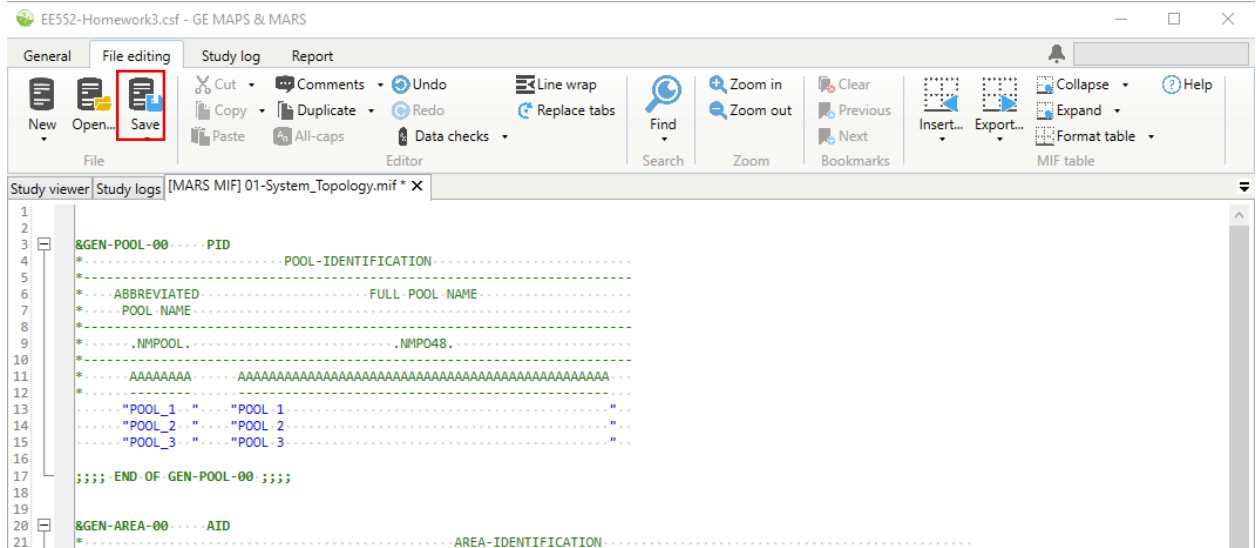 EE552-Homework3.csf - GE MAPS & MARS
General File editing Study log Report
New Open... Save Cut Comments Undo Line wrap Find Zoom in Clear Insert... Export... Collapse Help
Copy Duplicate Redo Replace tabs Zoom out Previous Expand
Paste All-caps Data checks Next Format table
File Editor Search Zoom Bookmarks MIF table
Study viewer Study logs [MARS MIF] 01-System_Topology.mif * X
1
2
3 &GEN-POOL-00 ····· PID
4 * POOL-IDENTIFICATION
5 *------------------------------------------------------------------------
6 * ABBREVIATED FULL POOL NAME
7 * POOL NAME
8 *------------------------------------------------------------------------
9 * .NMPOOL. .NMPO48.
10 *------------------------------------------------------------------------
11 * AAAAAAAA AAAAAAAAAAAAAAAAAAAAAAAAAAAAAAAAAAAAAAAAAAAAAAAA
12 * -------- ------------------------------------------------
13 "POOL_1 " "POOL 1 "
14 "POOL_2 " "POOL 2 "
15 "POOL_3 " "POOL 3 "
16
17 ;;;; END OF GEN-POOL-00 ;;;;
18
19
20 &GEN-AREA-00 ····· AID
21 * AREA-IDENTIFICATION